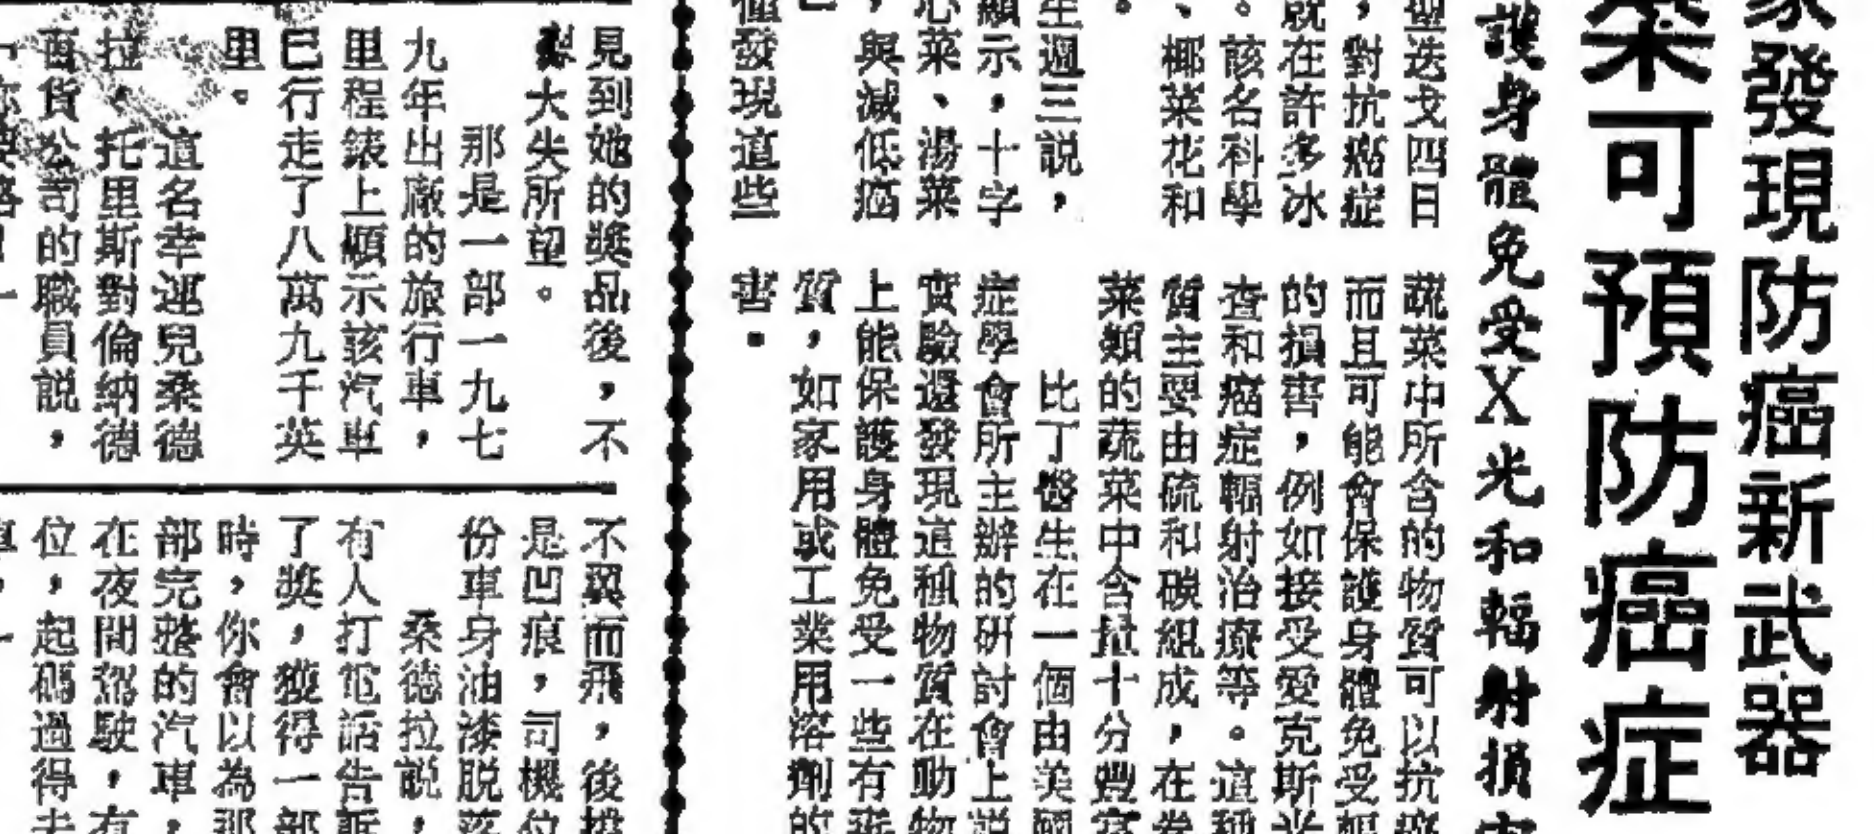 家發現防癌新武器
菜可預防癌症
護身體免受X光和輻射損害
聖迭戈四日
，對抗癌症
就在許多冰
。該名科學
、椰菜花和
。
生週三説，
顯示，十字
心菜、湯菜
，與減低癌
僅發現這些
蔬菜中所含的物質可以抗癌
而且可能會保護身體免受輻
的損害，例如接受愛克斯光
查和癌症輻射治療等。這種
質主要由硫和碳組成，在卷
菜類的蔬菜中含量十分豐富
比丁醫生在一個由美國
症學會所主辦的研討會上説
實驗還發現這種物質在動物
上能保護身體免受一些有毒
質，如家用或工業用溶劑的
害。
見到她的獎品後，不
大失所望。
那是一部一九七
九年出廠的旅行車，
里程錶上顯示該汽車
已行走了八萬九千英
里。
這名幸運兒桑德
拉．托里斯對倫納德
百貨公司的職員説，
不翼而飛，後
是凹痕，司機位
份車身油漆脱落
桑德拉説，
有人打電話告訴
了獎，獲得一部
時，你會以為那
部完整的汽車，
在夜間駕駛，有
位，起碼過得去
車，